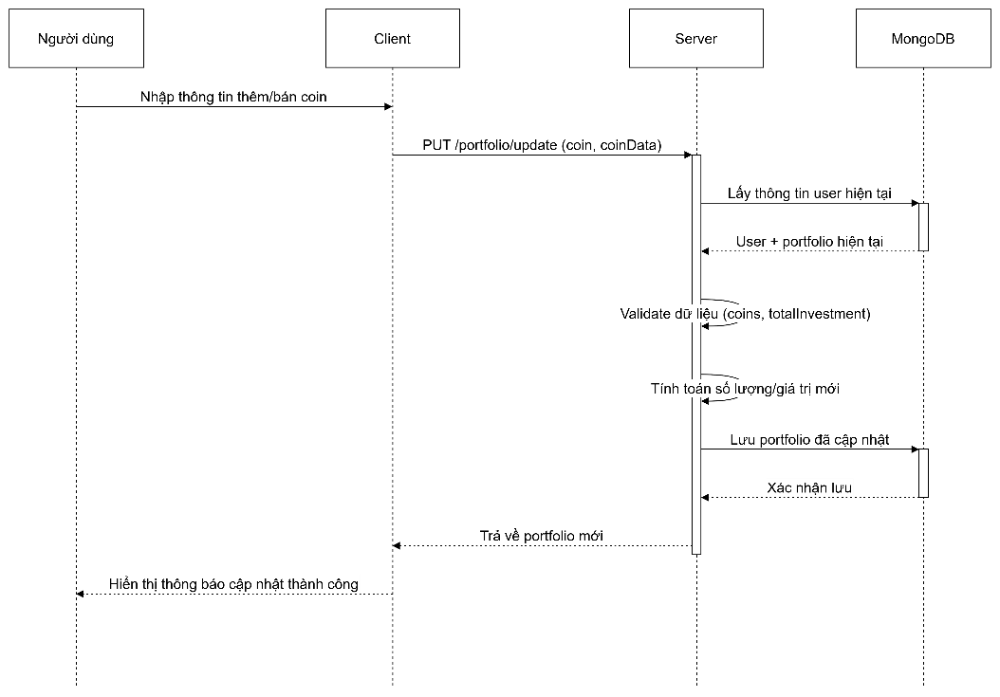 Người dùng
Client
Server
MongoDB
Nhập thông tin thêm/bán coin
PUT /portfolio/update (coin, coinData)
Lấy thông tin user hiện tại
User + portfolio hiện tại
Validate dữ liệu (coins, totalInvestment)
Tính toán số lượng/giá trị mới
Lưu portfolio đã cập nhật
Xác nhận lưu
Trả về portfolio mới
Hiển thị thông báo cập nhật thành công